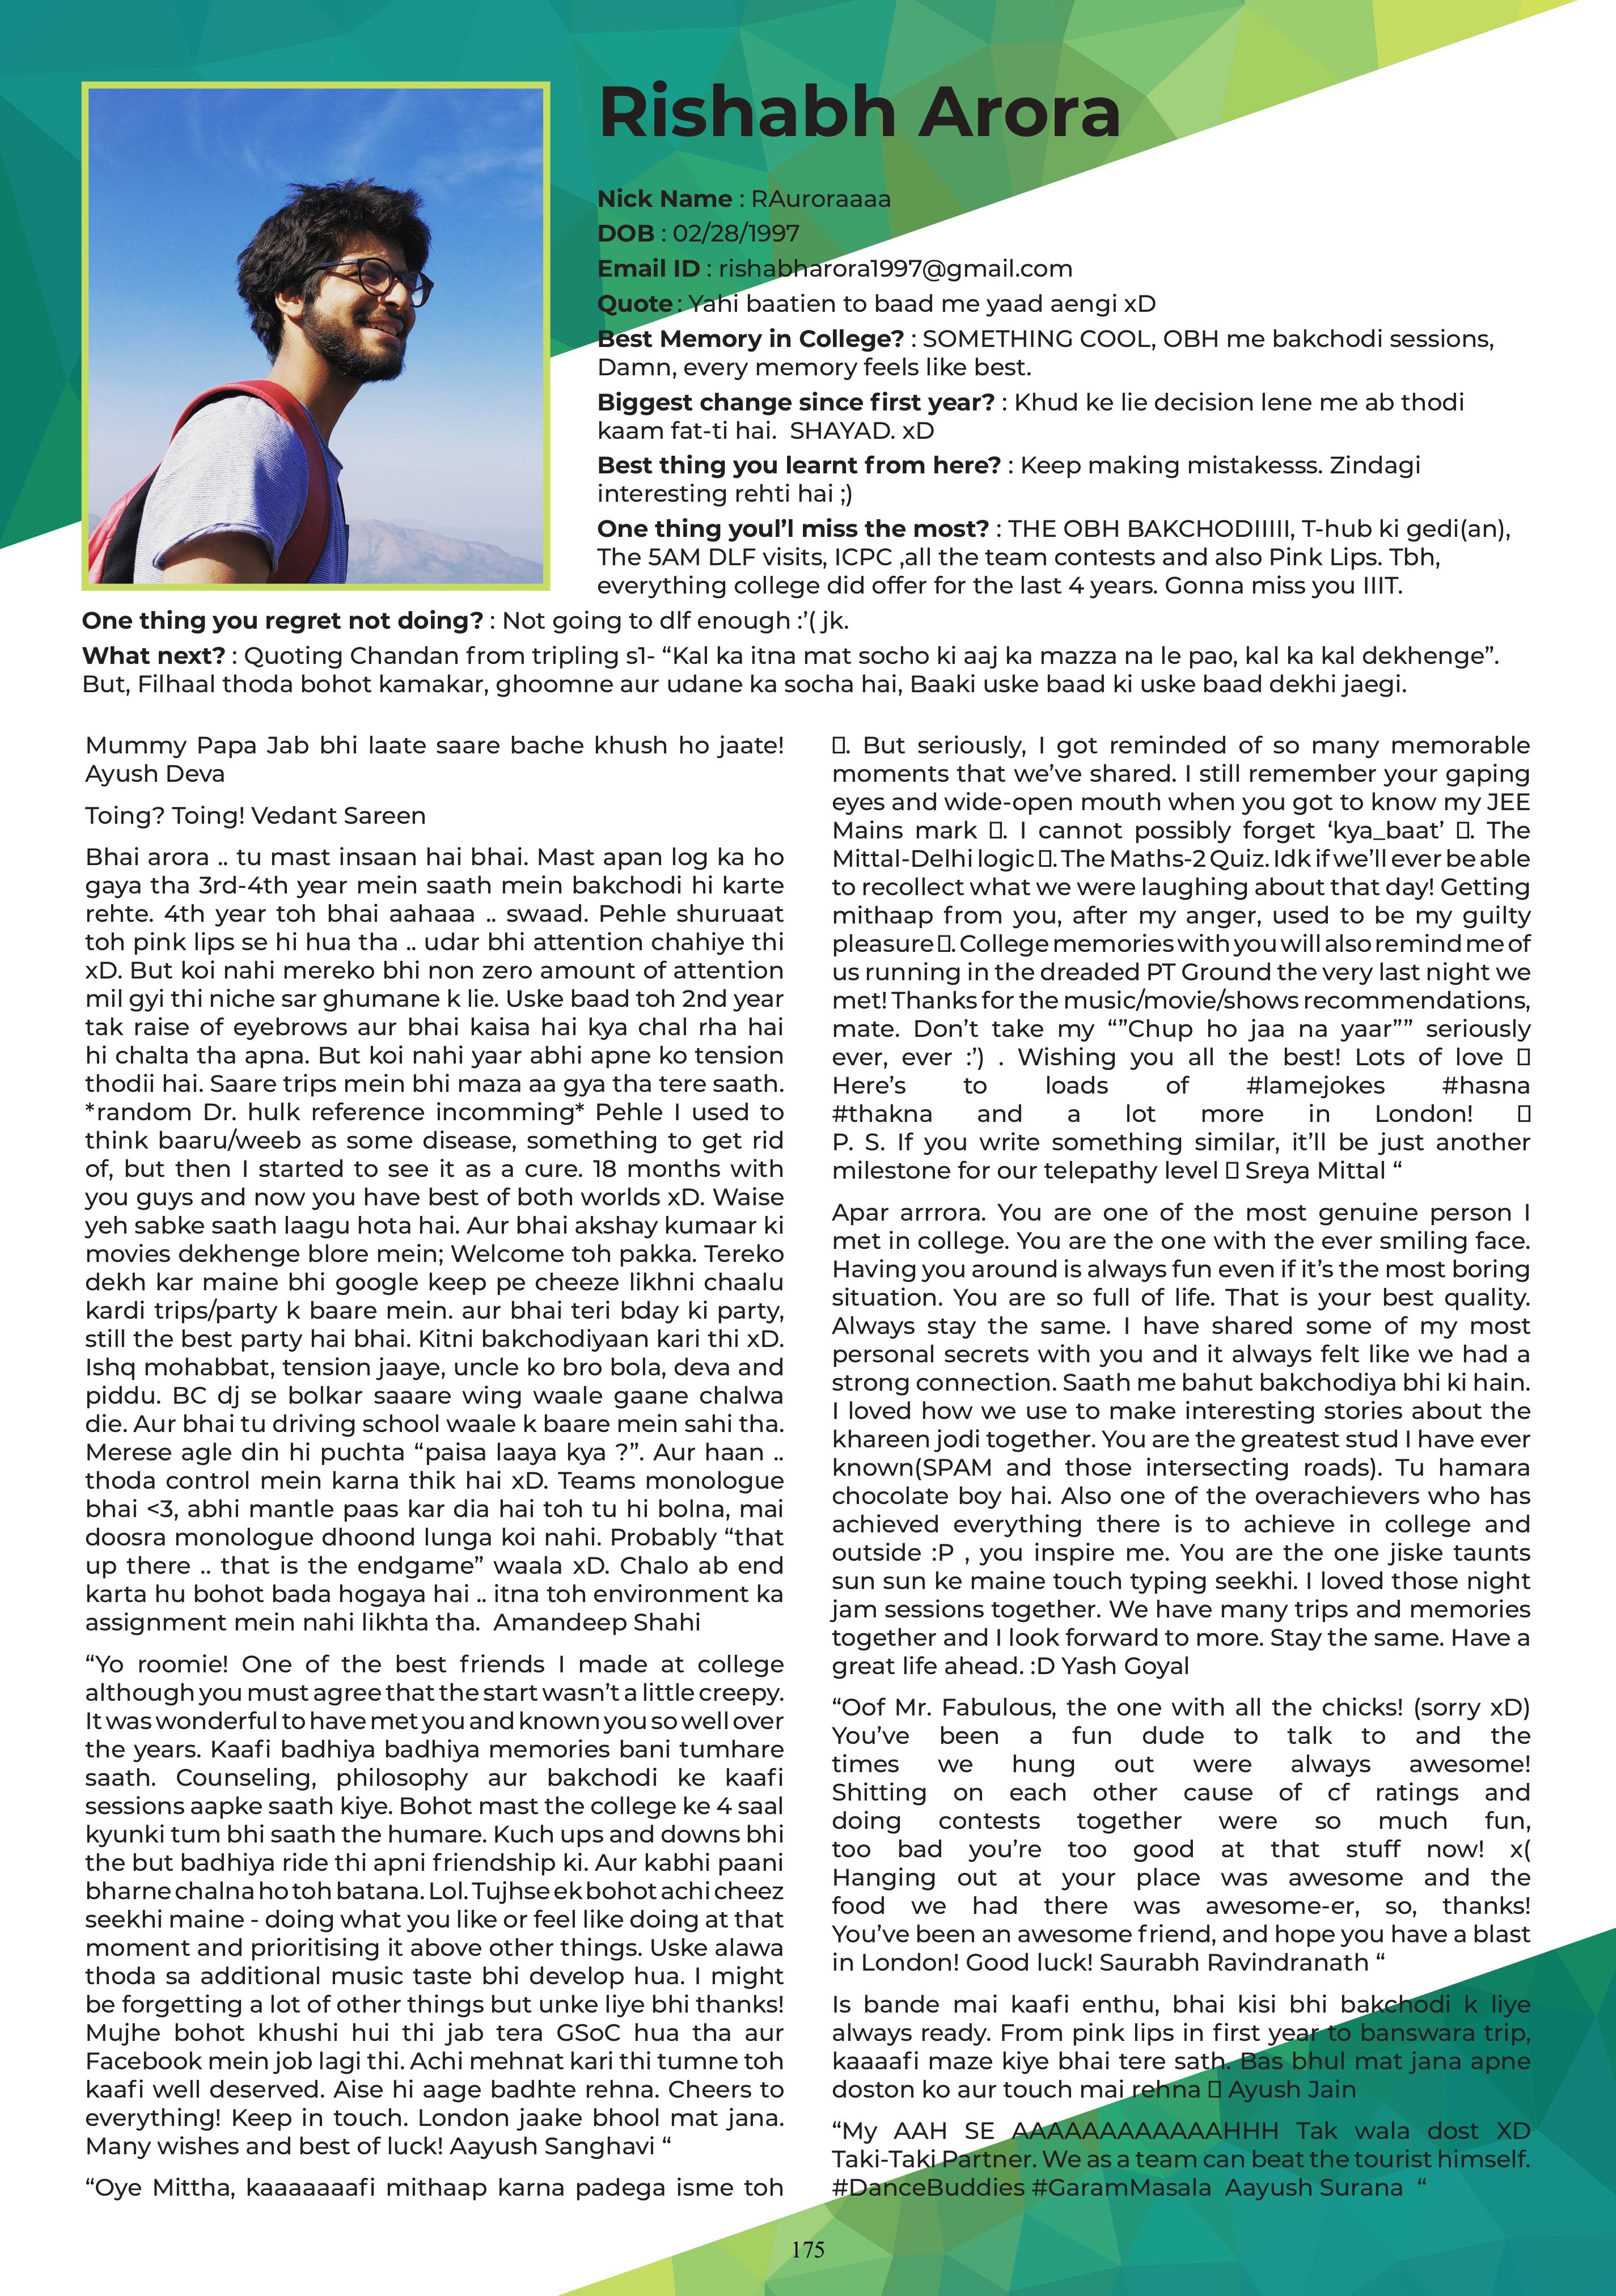 Rishabh Arora
Nick Name : RAuroraaaa
DOB : 02/28/1997
Email ID : rishabharora1997@gmail.com
Quote : Yahi baatien to baad me yaad aengi xD
Best Memory in College? : SOMETHING COOL, OBH me bakchodi sessions,
Damn, every memory feels like best.
Biggest change since first year? : Khud ke lie decision lene me ab thodi
kaam fat-ti hai.  SHAYAD. xD
Best thing you learnt from here? : Keep making mistakesss. Zindagi
interesting rehti hai ;)
One thing youl’l miss the most? : THE OBH BAKCHODIIIII, T-hub ki gedi(an),
The 5AM DLF visits, ICPC ,all the team contests and also Pink Lips. Tbh,
everything college did offer for the last 4 years. Gonna miss you IIIT.
One thing you regret not doing? : Not going to dlf enough :’( jk.
What next? : Quoting Chandan from tripling s1- “Kal ka itna mat socho ki aaj ka mazza na le pao, kal ka kal dekhenge”.
But, Filhaal thoda bohot kamakar, ghoomne aur udane ka socha hai, Baaki uske baad ki uske baad dekhi jaegi.
Mummy Papa Jab bhi laate saare bache khush ho jaate!
Ayush Deva
Toing? Toing! Vedant Sareen
Bhai arora .. tu mast insaan hai bhai. Mast apan log ka ho
gaya tha 3rd-4th year mein saath mein bakchodi hi karte
rehte. 4th year toh bhai aahaaa .. swaad. Pehle shuruaat
toh pink lips se hi hua tha .. udar bhi attention chahiye thi
xD. But koi nahi mereko bhi non zero amount of attention
mil gyi thi niche sar ghumane k lie. Uske baad toh 2nd year
tak raise of eyebrows aur bhai kaisa hai kya chal rha hai
hi chalta tha apna. But koi nahi yaar abhi apne ko tension
thodii hai. Saare trips mein bhi maza aa gya tha tere saath.
*random Dr. hulk reference incomming* Pehle I used to
think baaru/weeb as some disease, something to get rid
of, but then I started to see it as a cure. 18 months with
you guys and now you have best of both worlds xD. Waise
yeh sabke saath laagu hota hai. Aur bhai akshay kumaar ki
movies dekhenge blore mein; Welcome toh pakka. Tereko
dekh kar maine bhi google keep pe cheeze likhni chaalu
kardi trips/party k baare mein. aur bhai teri bday ki party,
still the best party hai bhai. Kitni bakchodiyaan kari thi xD.
Ishq mohabbat, tension jaaye, uncle ko bro bola, deva and
piddu. BC dj se bolkar saaare wing waale gaane chalwa
die. Aur bhai tu driving school waale k baare mein sahi tha.
Merese agle din hi puchta “paisa laaya kya ?”. Aur haan ..
thoda control mein karna thik hai xD. Teams monologue
bhai <3, abhi mantle paas kar dia hai toh tu hi bolna, mai
doosra monologue dhoond lunga koi nahi. Probably “that
up there .. that is the endgame” waala xD. Chalo ab end
karta hu bohot bada hogaya hai .. itna toh environment ka
assignment mein nahi likhta tha.  Amandeep Shahi
“Yo roomie! One of the best friends I made at college
although you must agree that the start wasn’t a little creepy.
It was wonderful to have met you and known you so well over
the years. Kaafi badhiya badhiya memories bani tumhare
saath. Counseling, philosophy aur bakchodi ke kaafi
sessions aapke saath kiye. Bohot mast the college ke 4 saal
kyunki tum bhi saath the humare. Kuch ups and downs bhi
the but badhiya ride thi apni friendship ki. Aur kabhi paani
bharne chalna ho toh batana. Lol. Tujhse ek bohot achi cheez
seekhi maine - doing what you like or feel like doing at that
moment and prioritising it above other things. Uske alawa
thoda sa additional music taste bhi develop hua. I might
be forgetting a lot of other things but unke liye bhi thanks!
Mujhe bohot khushi hui thi jab tera GSoC hua tha aur
Facebook mein job lagi thi. Achi mehnat kari thi tumne toh
kaafi well deserved. Aise hi aage badhte rehna. Cheers to
everything! Keep in touch. London jaake bhool mat jana.
Many wishes and best of luck! Aayush Sanghavi “
“Oye Mittha, kaaaaaaafi mithaap karna padega isme toh
▯. But seriously, I got reminded of so many memorable
moments that we’ve shared. I still remember your gaping
eyes and wide-open mouth when you got to know my JEE
Mains mark ▯. I cannot possibly forget ‘kya_baat’ ▯. The
Mittal-Delhi logic ▯. The Maths-2 Quiz. Idk if we’ll ever be able
to recollect what we were laughing about that day! Getting
mithaap from you, after my anger, used to be my guilty
pleasure ▯. College memories with you will also remind me of
us running in the dreaded PT Ground the very last night we
met! Thanks for the music/movie/shows recommendations,
mate. Don’t take my “”Chup ho jaa na yaar”” seriously
ever, ever :’) . Wishing you all the best! Lots of love ▯
Here’s to loads of #lamejokes #hasna
#thakna and a lot more in London! ▯
P. S. If you write something similar, it’ll be just another
milestone for our telepathy level ▯ Sreya Mittal “
Apar arrrora. You are one of the most genuine person I
met in college. You are the one with the ever smiling face.
Having you around is always fun even if it’s the most boring
situation. You are so full of life. That is your best quality.
Always stay the same. I have shared some of my most
personal secrets with you and it always felt like we had a
strong connection. Saath me bahut bakchodiya bhi ki hain.
I loved how we use to make interesting stories about the
khareen jodi together. You are the greatest stud I have ever
known(SPAM and those intersecting roads). Tu hamara
chocolate boy hai. Also one of the overachievers who has
achieved everything there is to achieve in college and
outside :P , you inspire me. You are the one jiske taunts
sun sun ke maine touch typing seekhi. I loved those night
jam sessions together. We have many trips and memories
together and I look forward to more. Stay the same. Have a
great life ahead. :D Yash Goyal
“Oof Mr. Fabulous, the one with all the chicks! (sorry xD)
You’ve been a fun dude to talk to and the
times we hung out were always awesome!
Shitting on each other cause of cf ratings and
doing contests together were so much fun,
too bad you’re too good at that stuff now! x(
Hanging out at your place was awesome and the
food we had there was awesome-er, so, thanks!
You’ve been an awesome friend, and hope you have a blast
in London! Good luck! Saurabh Ravindranath “
Is bande mai kaafi enthu, bhai kisi bhi bakchodi k liye
always ready. From pink lips in first year to banswara trip,
kaaaafi maze kiye bhai tere sath. Bas bhul mat jana apne
doston ko aur touch mai rehna ▯ Ayush Jain
“My AAH SE AAAAAAAAAAAAHHH Tak wala dost XD
Taki-Taki Partner. We as a team can beat the tourist himself.
#DanceBuddies #GaramMasala  Aayush Surana  “
175